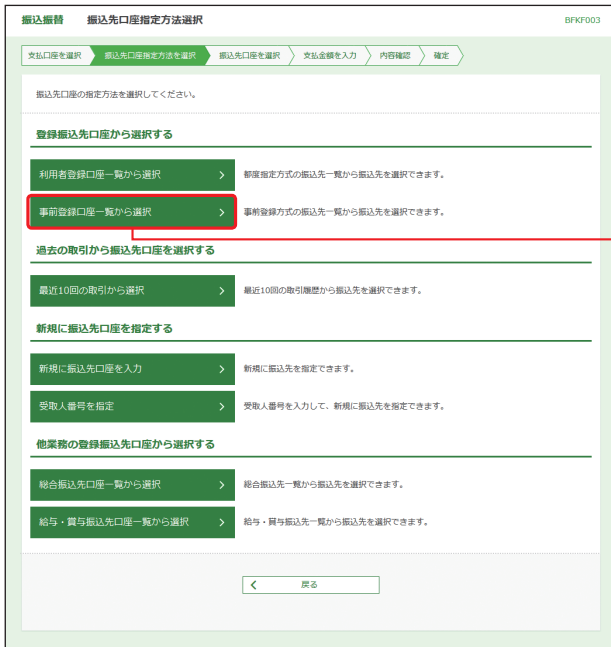 振込振替 振込先口座指定方法選択 BFKF003
支払口座を選択 振込先口座指定方法を選択 振込先口座を選択 支払金額を入力 内容確認 確定
振込先口座の指定方法を選択してください。
登録振込先口座から選択する
利用者登録口座一覧から選択 都度指定方式の振込先一覧から振込先を選択できます。
事前登録口座一覧から選択 事前登録方式の振込先一覧から振込先を選択できます。
過去の取引から振込先口座を選択する
最近10回の取引から選択 最近10回の取引履歴から振込先を選択できます。
新規に振込先口座を指定する
新規に振込先口座を入力 新規に振込先を指定できます。
受取人番号を指定 受取人番号を入力して、新規に振込先を指定できます。
他業務の登録振込先口座から選択する
総合振込先口座一覧から選択 総合振込先一覧から振込先を選択できます。
給与・賞与振込先口座一覧から選択 給与・賞与振込先一覧から振込先を選択できます。
戻る